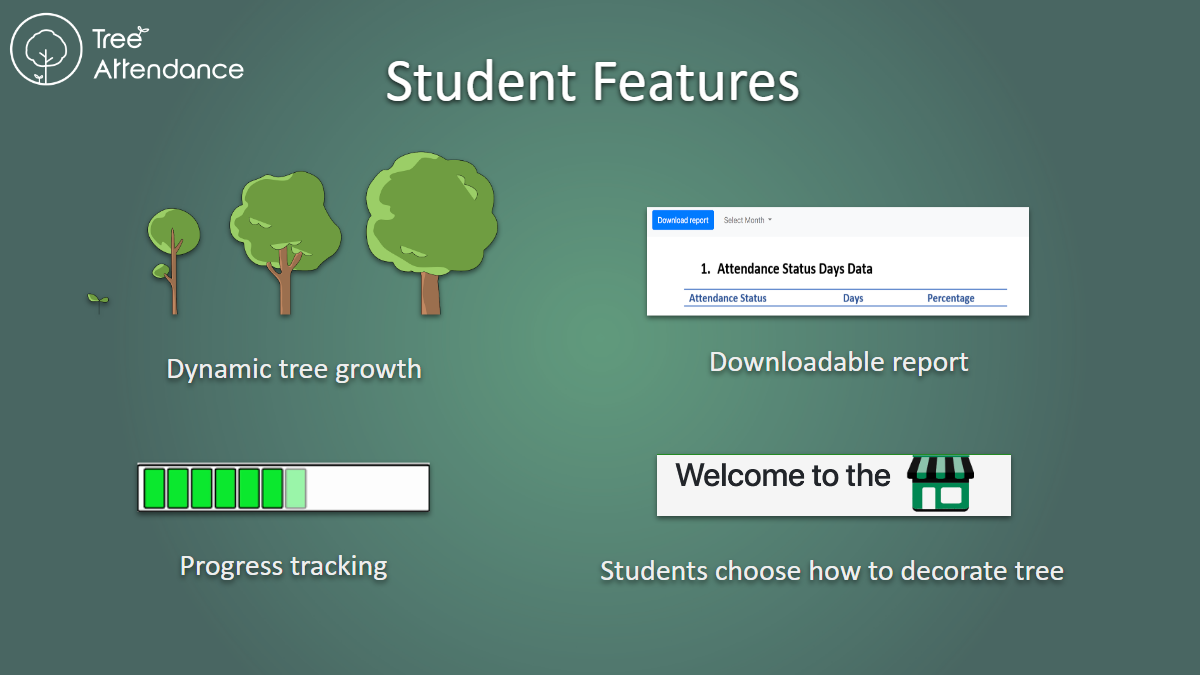 Tree
Attendance
Student Features
Dynamic tree growth
Download report Select Month
1. Attendance Status Days Data
Attendance Status Days Percentage
Downloadable report
Progress tracking
Welcome to the
Students choose how to decorate tree